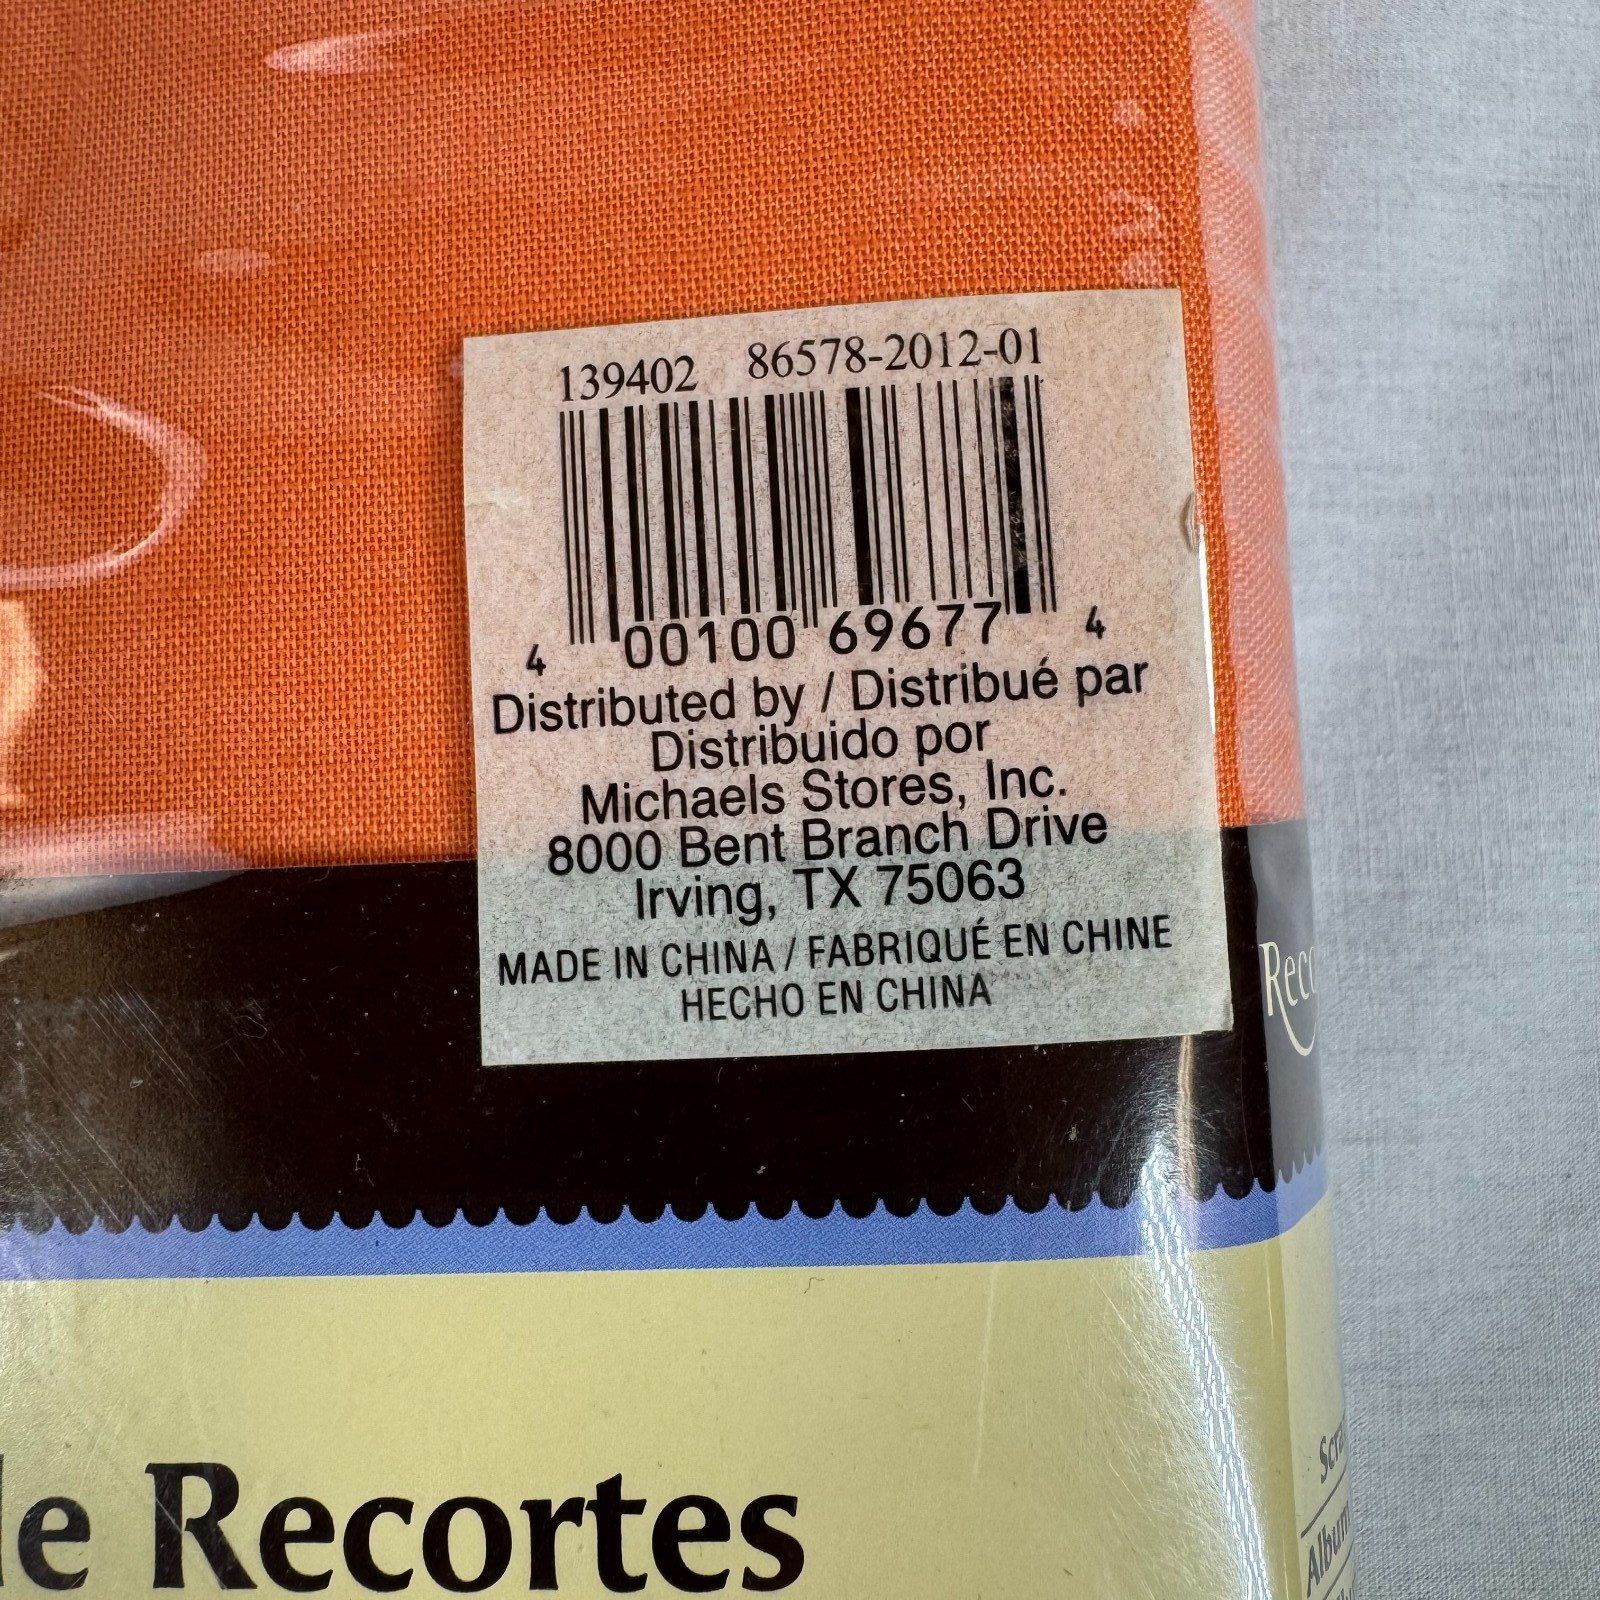 139402 86578-2012-01
4 00100 69677 4
Distributed by / Distribué par
Distribuido por
Michaels Stores, Inc.
8000 Bent Branch Drive
Irving, TX 75063
MADE IN CHINA / FABRIQUÉ EN CHINE
HECHO EN CHINA
Recortes
Album